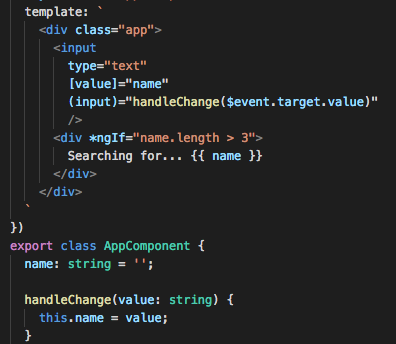 template: `
<div class="app">
<input
type="text"
[value]="name"
(input)="handleChange($event.target.value)"
/>
<div *ngIf="name.length > 3">
Searching for... {{ name }}
</div>
</div>
`
})
export class AppComponent {
name: string = '';
handleChange(value: string) {
this.name = value;
}